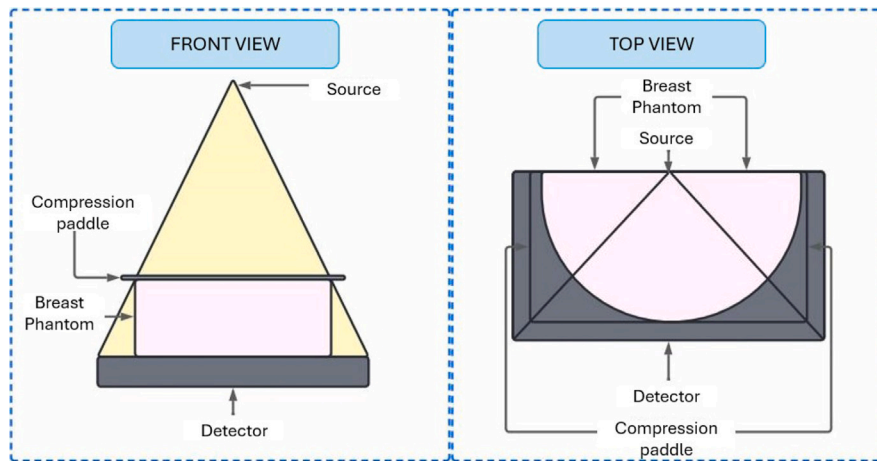 FRONT VIEW
Source
Compression
paddle
Breast
Phantom
Detector
TOP VIEW
Breast
Phantom
Source
Detector
Compression
paddle